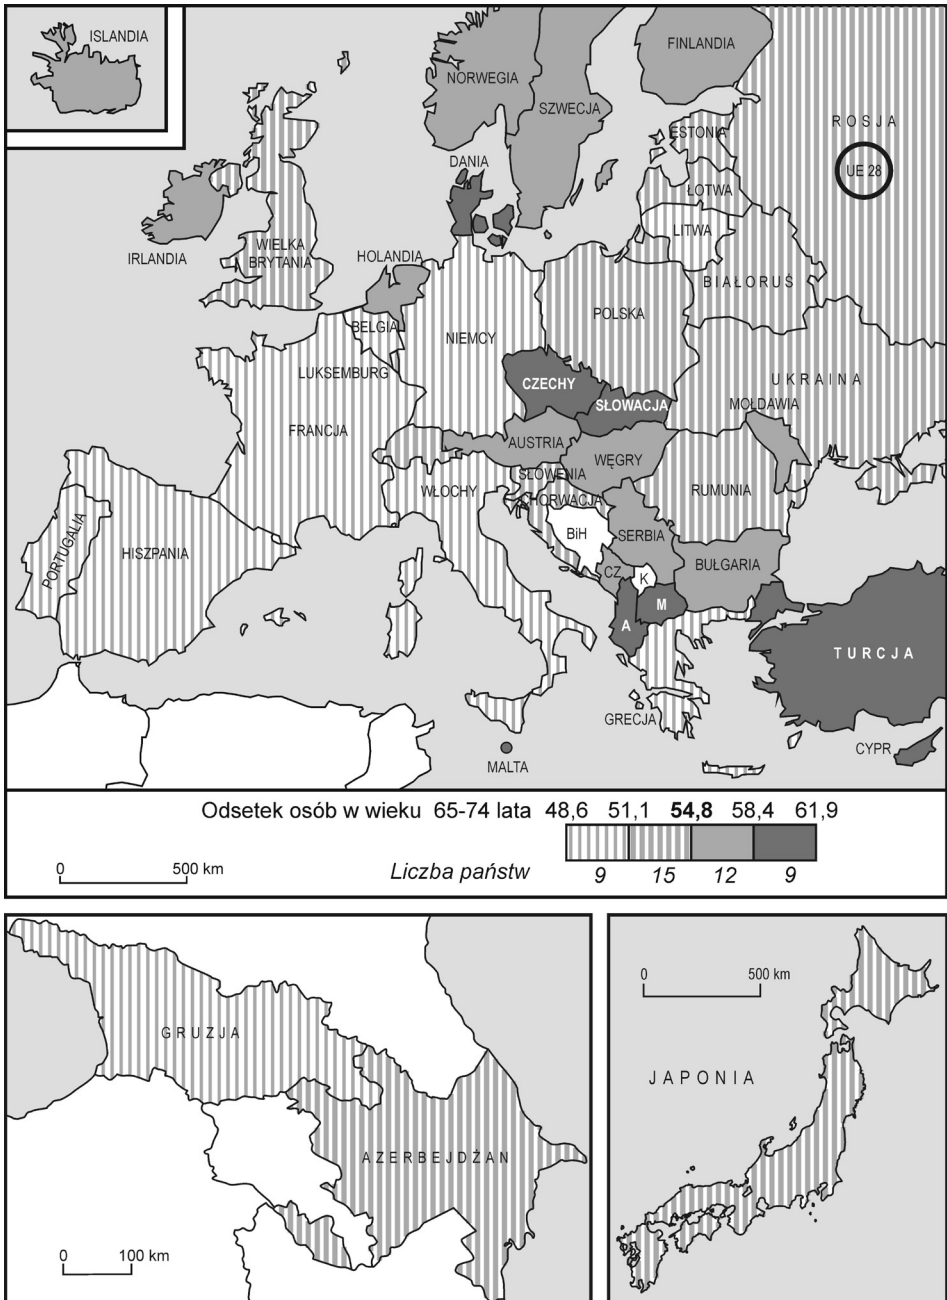 ISLANDIA
FINLANDIA
NORWEGIA
SZWECJA
ROSJA
ESTONIA
DANIA
UE 28
ŁOTWA
LITWA
IRLANDIA
WIELKA
BRYTANIA
HOLANDIA
BIAŁORUŚ
POLSKA
BELGIA
NIEMCY
LUKSEMBURG
CZECHY
UKRAINA
SŁOWACJA
MOŁDAWIA
FRANCJA
AUSTRIA
WĘGRY
SŁOWENIA
WŁOCHY
RUMUNIA
CHORWACJA
BiH
SERBIA
PORTUGALIA
HISZPANIA
BUŁGARIA
CZ
K
M
A
TURCJA
GRECJA
CYPR
MALTA
Odsetek osób w wieku 65-74 lata 48,6 51,1 54,8 58,4 61,9
0 500 km
Liczba państw 9 15 12 9
GRUZJA
AZERBEJDŻAN
0 100 km
0 500 km
JAPONIA